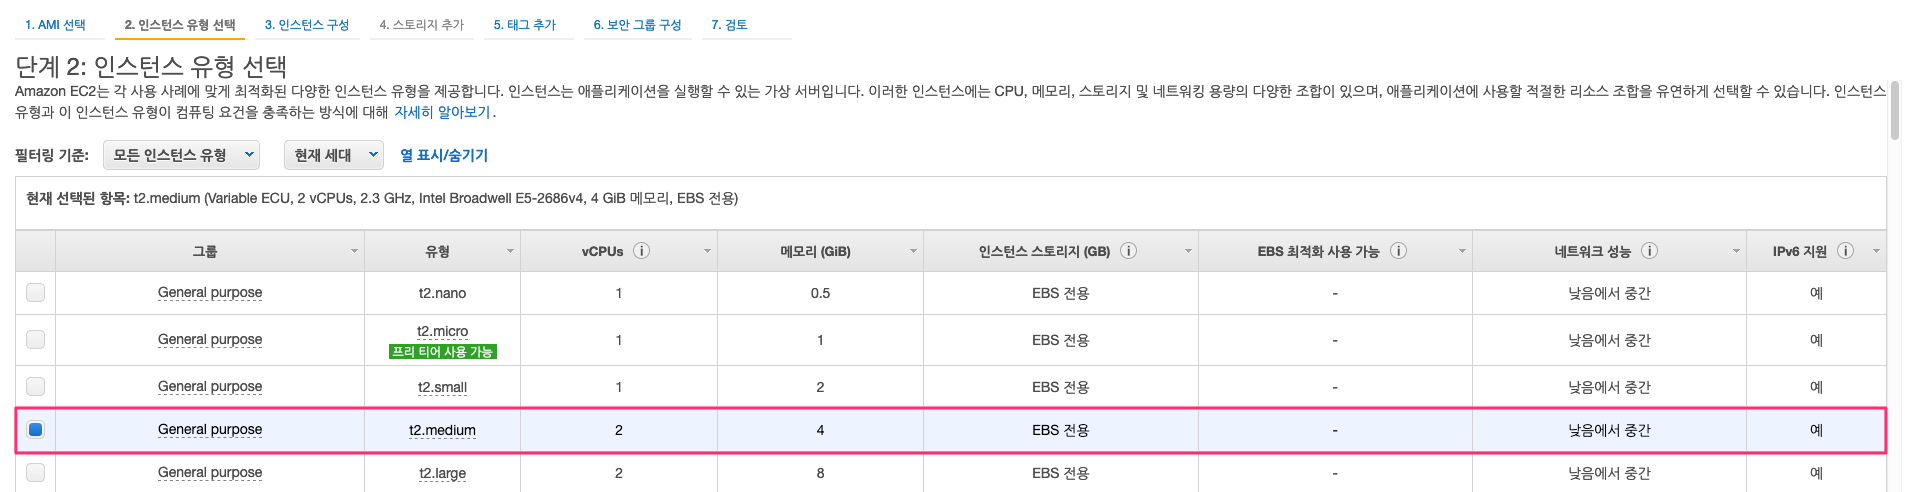 1. AMI 선택 2. 인스턴스 유형 선택 3. 인스턴스 구성 4. 스토리지 추가 5. 태그 추가 6. 보안 그룹 구성 7. 검토
단계 2: 인스턴스 유형 선택
Amazon EC2는 각 사용 사례에 맞게 최적화된 다양한 인스턴스 유형을 제공합니다. 인스턴스는 애플리케이션을 실행할 수 있는 가상 서버입니다. 이러한 인스턴스에는 CPU, 메모리, 스토리지 및 네트워킹 용량의 다양한 조합이 있으며, 애플리케이션에 사용할 적절한 리소스 조합을 유연하게 선택할 수 있습니다. 인스턴스
유형과 이 인스턴스 유형이 컴퓨팅 요건을 충족하는 방식에 대해 자세히 알아보기.
필터링 기준: 모든 인스턴스 유형 현재 세대 열 표시/숨기기
현재 선택된 항목: t2.medium (Variable ECU, 2 vCPUs, 2.3 GHz, Intel Broadwell E5-2686v4, 4 GiB 메모리, EBS 전용)
그룹 유형 vCPUs i 메모리 (GiB) 인스턴스 스토리지 (GB) i EBS 최적화 사용 가능 i 네트워크 성능 i IPv6 지원 i
General purpose t2.nano 1 0.5 EBS 전용 - 낮음에서 중간 예
General purpose t2.micro 1 1 EBS 전용 - 낮음에서 중간 예
프리 티어 사용 가능
General purpose t2.small 1 2 EBS 전용 - 낮음에서 중간 예
General purpose t2.medium 2 4 EBS 전용 - 낮음에서 중간 예
General purpose t2.large 2 8 EBS 전용 - 낮음에서 중간 예